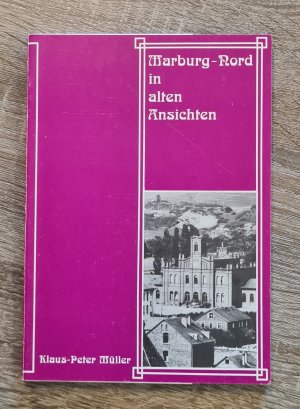 Marburg-Nord
in
alten
Ansichten
Klaus-Peter Müller